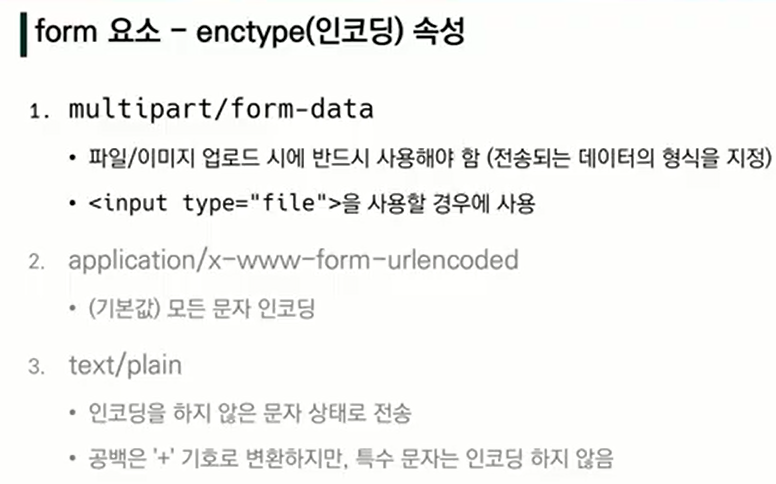 form 요소 - enctype(인코딩) 속성
1. multipart/form-data
• 파일/이미지 업로드 시에 반드시 사용해야 함 (전송되는 데이터의 형식을 지정)
• <input type="file">을 사용할 경우에 사용
2. application/x-www-form-urlencoded
• (기본값) 모든 문자 인코딩
3. text/plain
• 인코딩을 하지 않은 문자 상태로 전송
• 공백은 '+' 기호로 변환하지만, 특수 문자는 인코딩 하지 않음